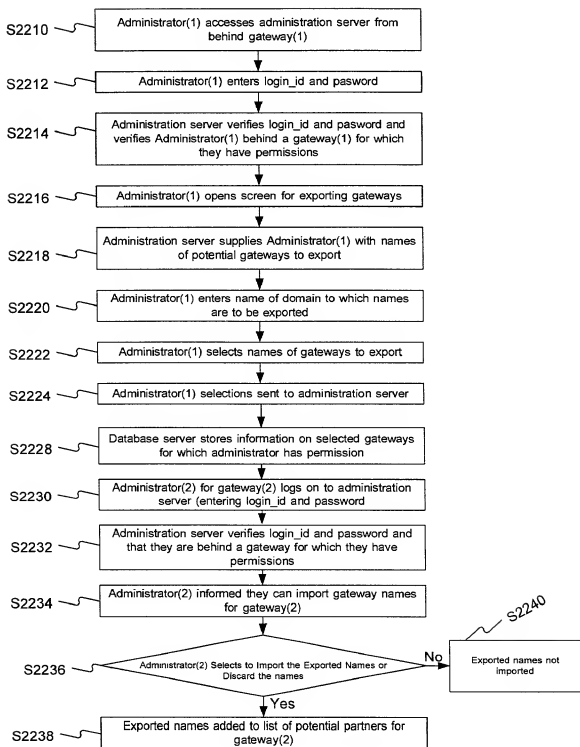 S2210
Administrator(1) accesses administration server from
behind gateway(1)
S2212
Administrator(1) enters login_id and pasword
S2214
Administration server verifies login_id and pasword and
verifies Administrator(1) behind a gateway(1) for which
they have permissions
S2216
Administrator(1) opens screen for exporting gateways
S2218
Administration server supplies Administrator(1) with names
of potential gateways to export
S2220
Administrator(1) enters name of domain to which names
are to be exported
S2222
Administrator(1) selects names of gateways to export
S2224
Administrator(1) selections sent to administration server
S2228
Database server stores information on selected gateways
for which administrator has permission
S2230
Administrator(2) for gateway(2) logs on to administration
server (entering login_id and password
S2232
Administration server verifies login_id and password and
that they are behind a gateway for which they have
permissions
S2234
Administrator(2) informed they can import gateway names
for gateway(2)
S2236
Administrator(2) Selects to Import the Exported Names or
Discard the names
No
S2240
Exported names not
imported
Yes
S2238
Exported names added to list of potential partners for
gateway(2)